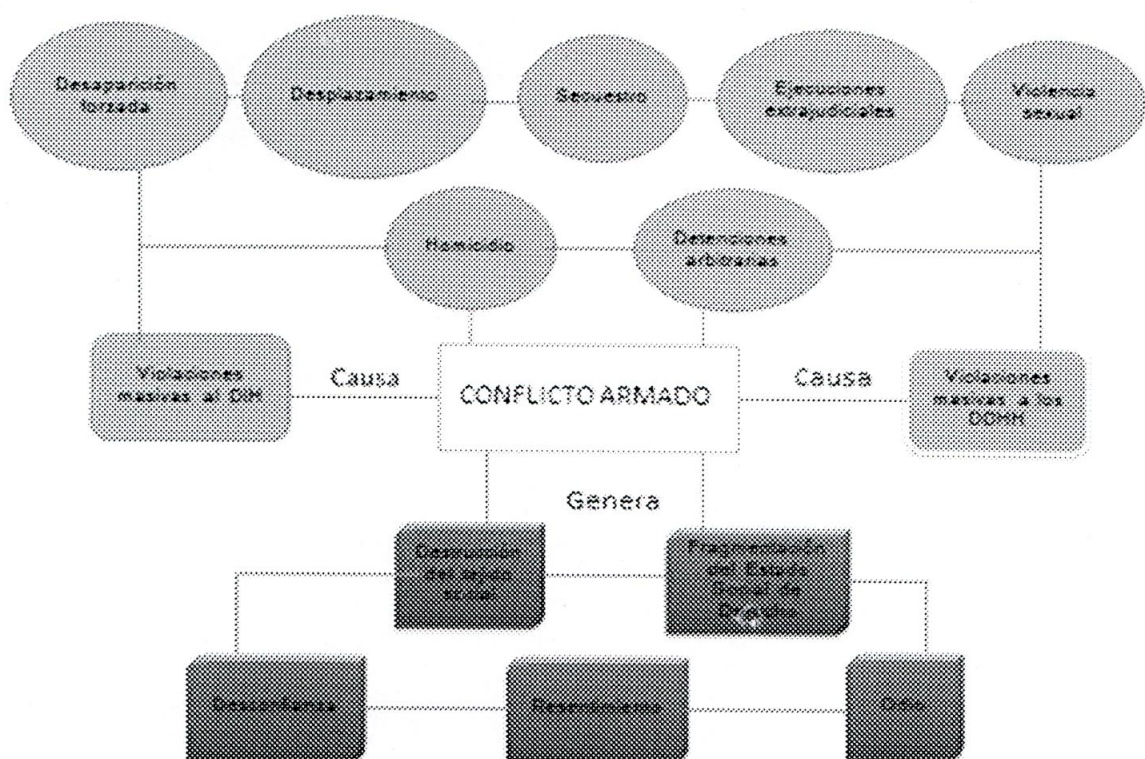 Desaparición
forzada
Desplazamiento
Secuestro
Ejecuciones
extrajudiciales
Violencia
sexual
Homicidio
Detenciones
arbitrarias
Violaciones
masivas al DIH
Causa
CONFLICTO ARMADO
Causa
Violaciones
masivas a los
DDHH
Genera
Destrucción
del tejido
social
Fragmentación
del Estado
Social de
Derecho
Desconfianza
Resentimiento
Odio